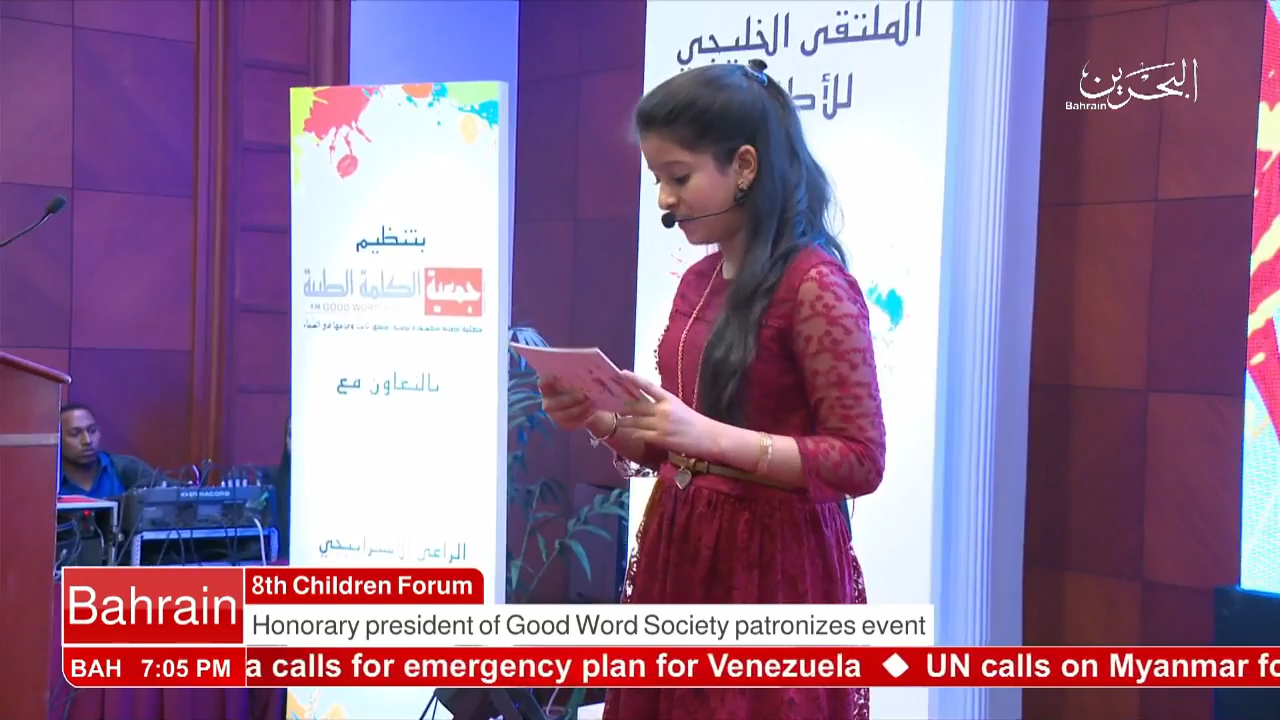 الملتقى الخليجي
البحرين
Bahrain
بتنظيم
جمعية الكلمة الطيبة
GOOD WORD
بالتعاون مع
الراعي الاستراتيجي
Bahrain
8th Children Forum
Honorary president of Good Word Society patronizes event
BAH 7:05 PM
a calls for emergency plan for Venezuela ◆ UN calls on Myanmar fo